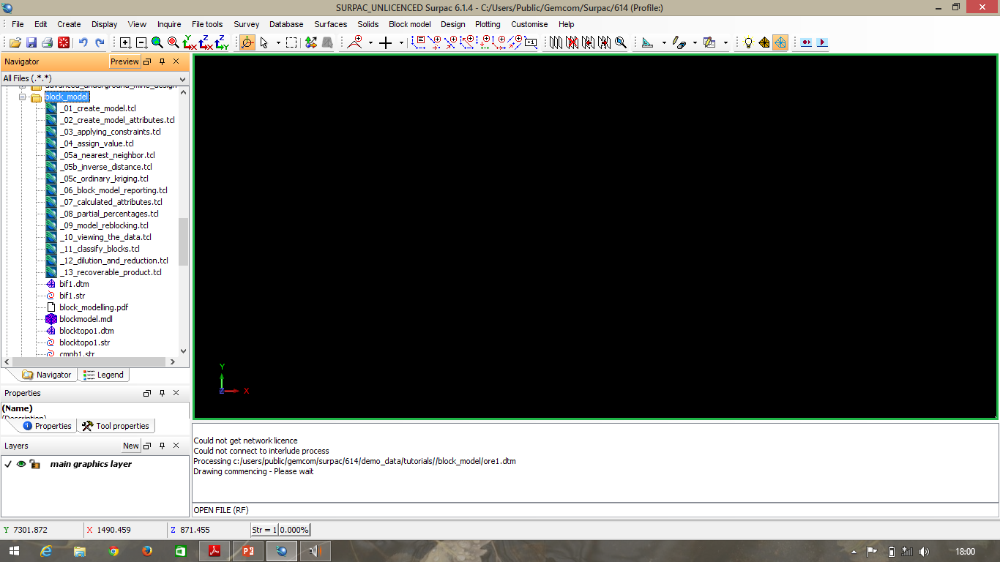 SURPAC_UNLICENCED Surpac 6.1.4 - C:/Users/Public/Gemcom/Surpac/614 (Profile:)
File Edit Create Display View Inquire File tools Survey Database Surfaces Solids Block model Design Plotting Customise Help
Navigator Preview
All Files (.*.*)
advanced_underground_mine_design
block_model
_01_create_model.tcl
_02_create_model_attributes.tcl
_03_applying_constraints.tcl
_04_assign_value.tcl
_05a_nearest_neighbor.tcl
_05b_inverse_distance.tcl
_05c_ordinary_kriging.tcl
_06_block_model_reporting.tcl
_07_calculated_attributes.tcl
_08_partial_percentages.tcl
_09_model_reblocking.tcl
_10_viewing_the_data.tcl
_11_classify_blocks.tcl
_12_dilution_and_reduction.tcl
_13_recoverable_product.tcl
bif1.dtm
bif1.str
block_modelling.pdf
blockmodel.mdl
blocktopo1.dtm
blocktopo1.str
cmpb1.str
Navigator Legend
Y
Z X
Properties
(Name)
(Description)
Properties Tool properties
Layers New
main graphics layer
Could not get network licence
Could not connect to interlude process
Processing c:/users/public/gemcom/surpac/614/demo_data/tutorials//block_model/ore1.dtm
Drawing commencing - Please wait
OPEN FILE (RF)
Y 7301.872 X 1490.459 Z 871.455 Str = 1 0.000%
18:00